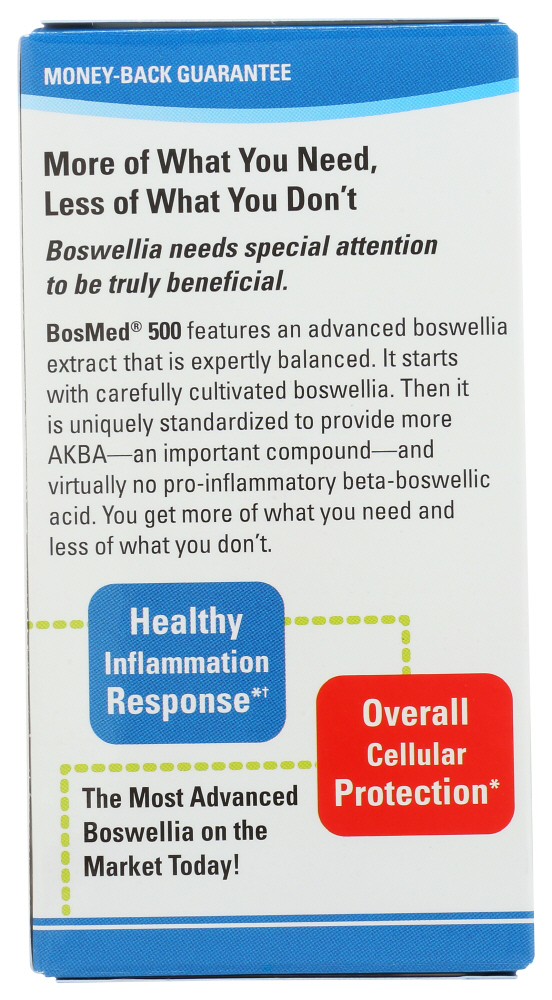 MONEY-BACK GUARANTEE
More of What You Need,
Less of What You Don't
Boswellia needs special attention
to be truly beneficial.
BosMed® 500 features an advanced boswellia
extract that is expertly balanced. It starts
with carefully cultivated boswellia. Then it
is uniquely standardized to provide more
AKBA—an important compound—and
virtually no pro-inflammatory beta-boswellic
acid. You get more of what you need and
less of what you don't.
Healthy
Inflammation
Response*†
Overall
Cellular
Protection*
The Most Advanced
Boswellia on the
Market Today!